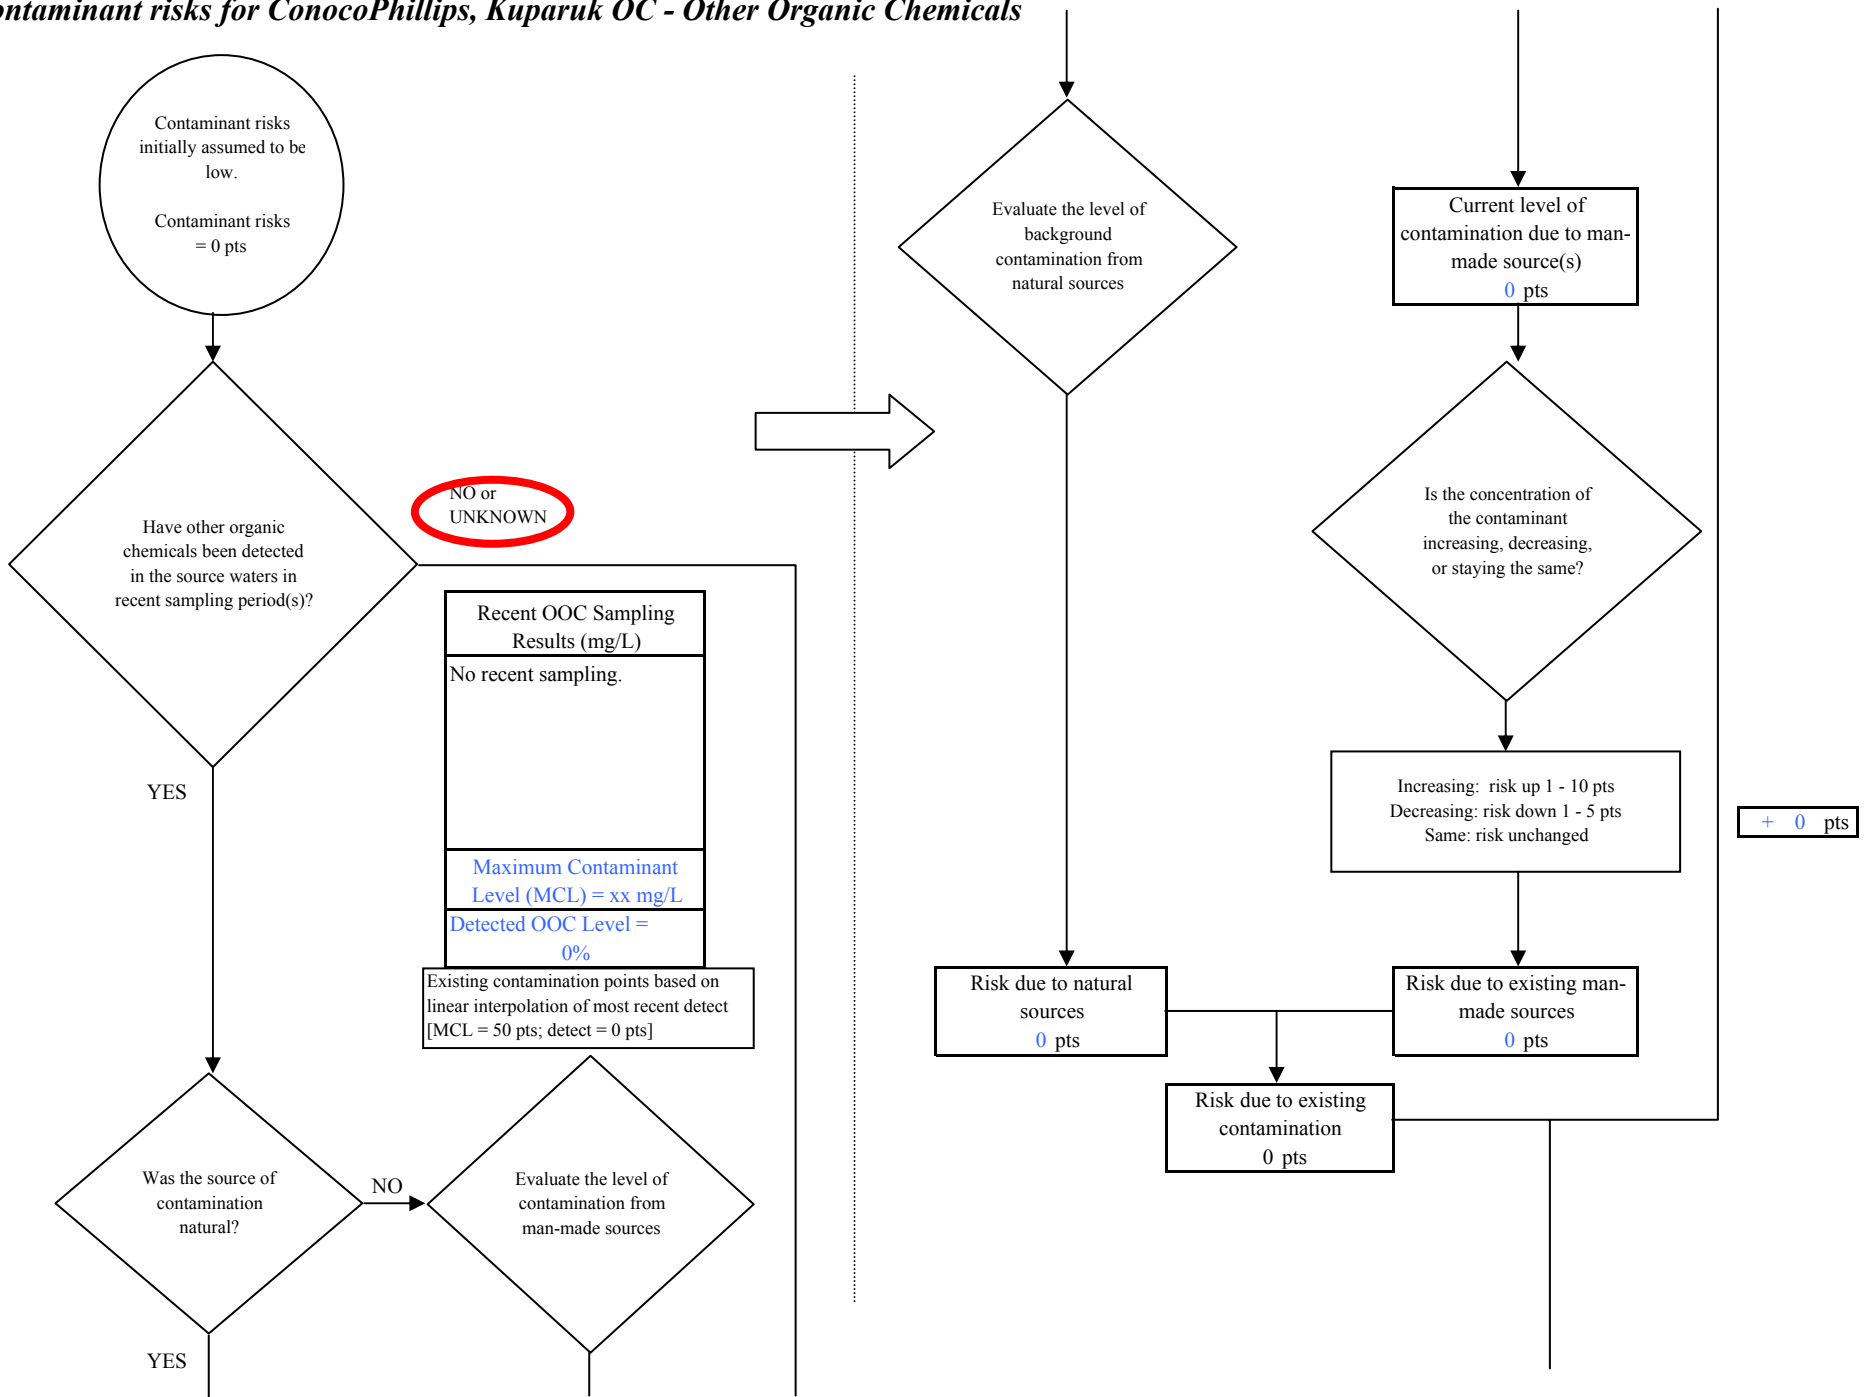 ontaminant risks for ConocoPhillips, Kuparuk OC - Other Organic Chemicals
Contaminant risks
initially assumed to be
low.
Contaminant risks
= 0 pts
Have other organic
chemicals been detected
in the source waters in
recent sampling period(s)?
NO or
UNKNOWN
YES
Recent OOC Sampling
Results (mg/L)
No recent sampling.
Maximum Contaminant
Level (MCL) = xx mg/L
Detected OOC Level =
0%
Existing contamination points based on
linear interpolation of most recent detect
[MCL = 50 pts; detect = 0 pts]
Was the source of
contamination
natural?
NO
YES
Evaluate the level of
contamination from
man-made sources
Evaluate the level of
background
contamination from
natural sources
Current level of
contamination due to man-
made source(s)
0 pts
Is the concentration of
the contaminant
increasing, decreasing,
or staying the same?
Increasing: risk up 1 - 10 pts
Decreasing: risk down 1 - 5 pts
Same: risk unchanged
+ 0 pts
Risk due to natural
sources
0 pts
Risk due to existing man-
made sources
0 pts
Risk due to existing
contamination
0 pts